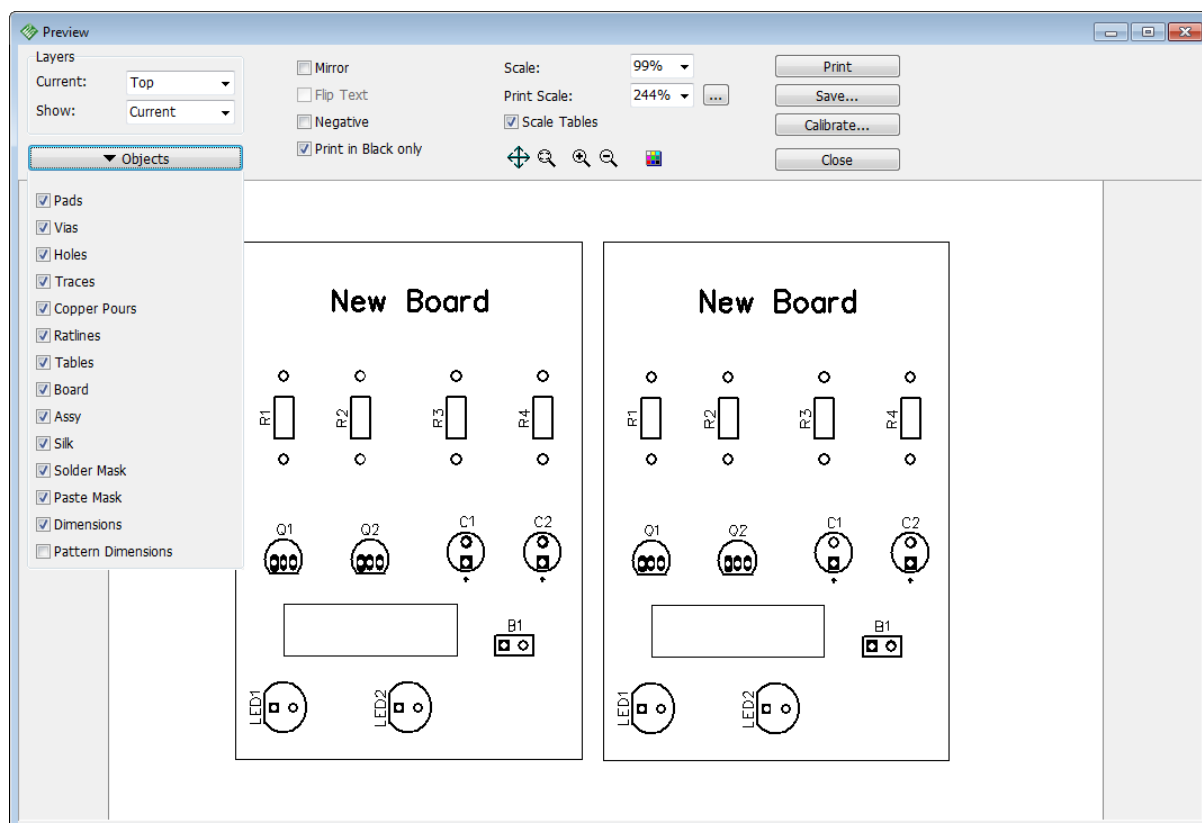 Preview
Layers
Current: Top
Show: Current
Objects
Mirror
Flip Text
Negative
Print in Black only
Scale: 99%
Print Scale: 244% ...
Scale Tables
Print
Save...
Calibrate...
Close
Pads
Vias
Holes
Traces
Copper Pours
Ratlines
Tables
Board
Assy
Silk
Solder Mask
Paste Mask
Dimensions
Pattern Dimensions
New Board
R1 R2 R3 R4
Q1 Q2 C1 C2
+ +
B1
LED1 LED2
New Board
R1 R2 R3 R4
Q1 Q2 C1 C2
+ +
B1
LED1 LED2